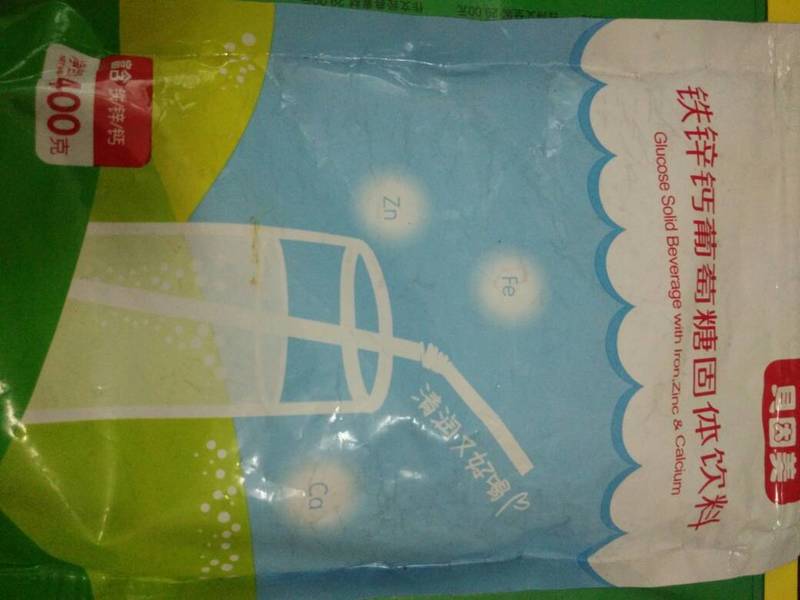 贝因美
铁锌钙葡萄糖固体饮料
Glucose Solid Beverage with Iron,Zinc & Calcium
Fe
Zn
Ca
清润又好喝
富含铁/锌/钙
400克